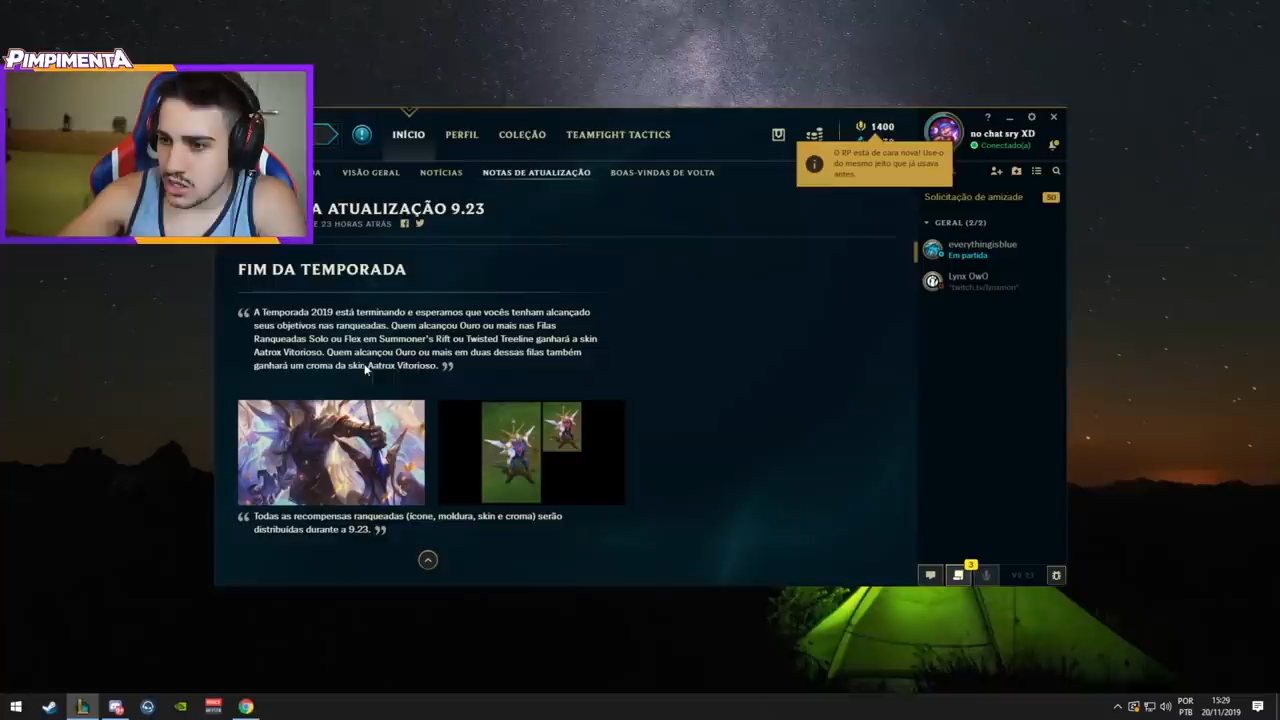 PIMPIMENTA
INÍCIO
PERFIL
COLEÇÃO
TEAMFIGHT TACTICS
1400
no chat sry XD
Conectado(a)
O RP está de cara nova! Use-o
do mesmo jeito que já usava
antes.
VISÃO GERAL
NOTÍCIAS
NOTAS DE ATUALIZAÇÃO
BOAS-VINDAS DE VOLTA
A ATUALIZAÇÃO 9.23
E 23 HORAS ATRÁS
Solicitação de amizade
50
GERAL (2/2)
everythingisblue
Em partida
Lynx OwO
FIM DA TEMPORADA
A Temporada 2019 está terminando e esperamos que vocês tenham alcançado
seus objetivos nas ranqueadas. Quem alcançou Ouro ou mais nas Filas
Ranqueadas Solo ou Flex em Summoner's Rift ou Twisted Treeline ganhará a skin
Aatrox Vitorioso. Quem alcançou Ouro ou mais em duas dessas filas também
ganhará um croma da skin Aatrox Vitorioso.
Todas as recompensas ranqueadas (ícone, moldura, skin e croma) serão
distribuídas durante a 9.23.
3
V9.23
POR
PTB
15:29
20/11/2019